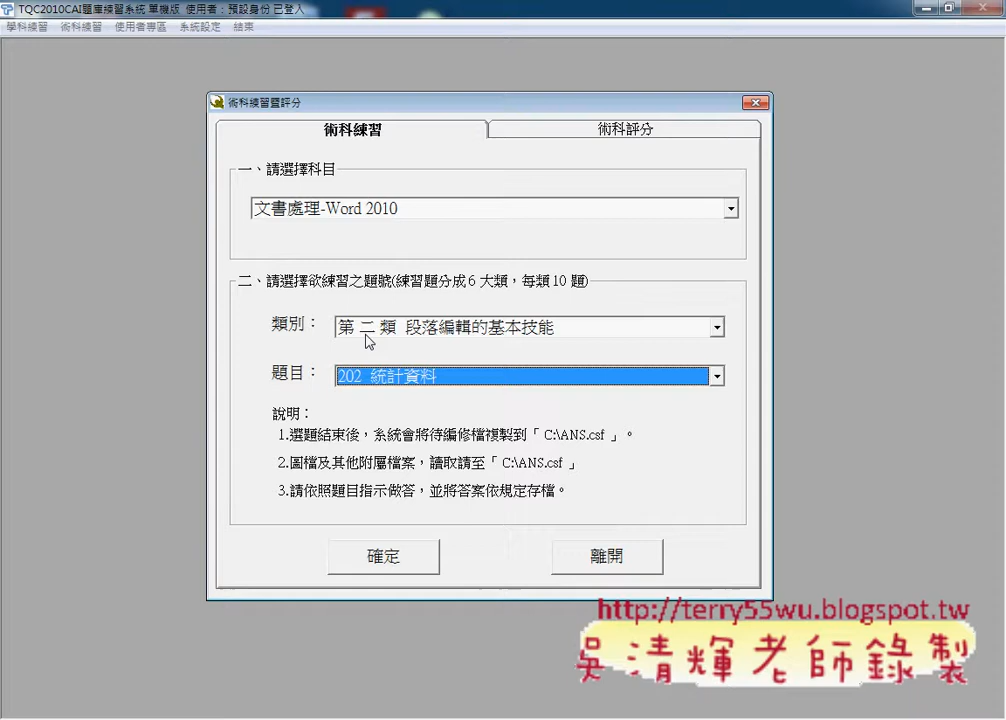 TQC2010CAI題庫練習系統 單機版 使用者：預設身份 已登入
學科練習 術科練習 使用者專區 系統設定 結束
術科練習暨評分
術科練習 術科評分
一、請選擇科目
文書處理-Word 2010
二、請選擇欲練習之題號(練習題分成 6 大類，每類 10 題)
類別： 第 二 類 段落編輯的基本技能
題目： 202 統計資料
說明：
1.選題結束後，系統會將待編修檔複製到「 C:\ANS.csf 」。
2.圖檔及其他附屬檔案，讀取請至「 C:\ANS.csf 」
3.請依照題目指示做答，並將答案依規定存檔。
確定 離開
http://terry55wu.blogspot.tw
吳清輝老師錄製